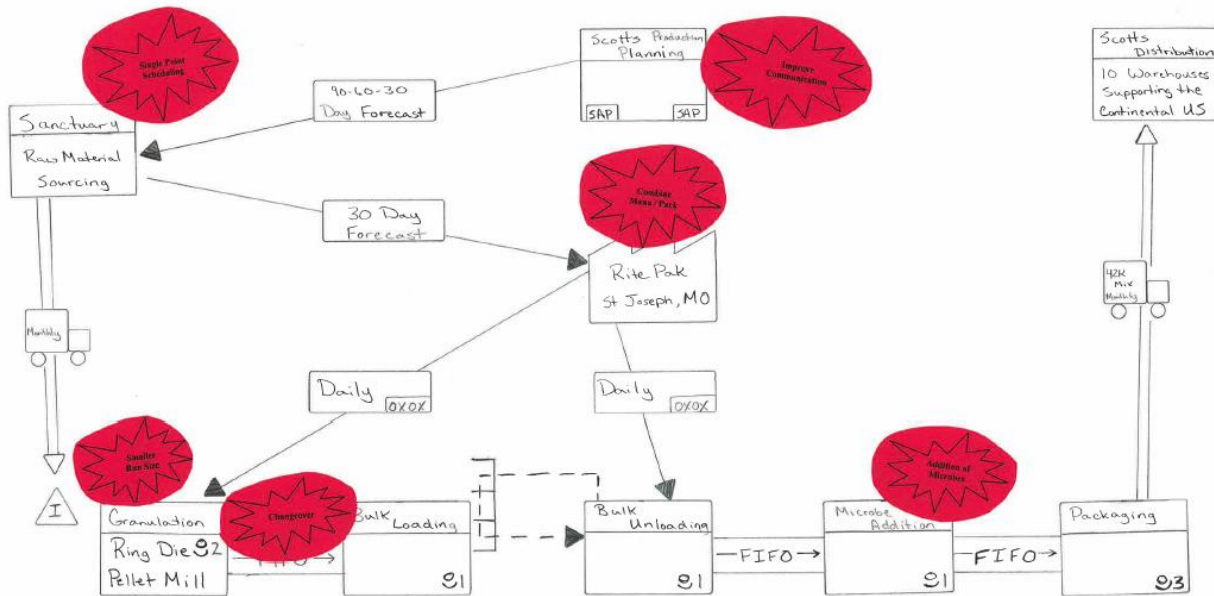 Single Point
Scheduling
Scotts Production
Planning
SAP
SAP
Improve
Communication
Scotts
Distribution
10 Warehouses
Supporting the
Continental US
90-60-30
Day Forecast
Sanctuary
Raw Material
Sourcing
30 Day
Forecast
Combine
Manu / Pack
Rite Pak
St Joseph, MO
Monthly
42K
Mix
Monthly
Daily
OXOX
Daily
OXOX
Smaller
Run Size
I
Granulation
Ring Die 2
Pellet Mill
Changeover
FIFO
Bulk
Loading
1
Bulk
Unloading
1
FIFO
Addition of
Microbes
Microbe
Addition
1
FIFO
Packaging
3